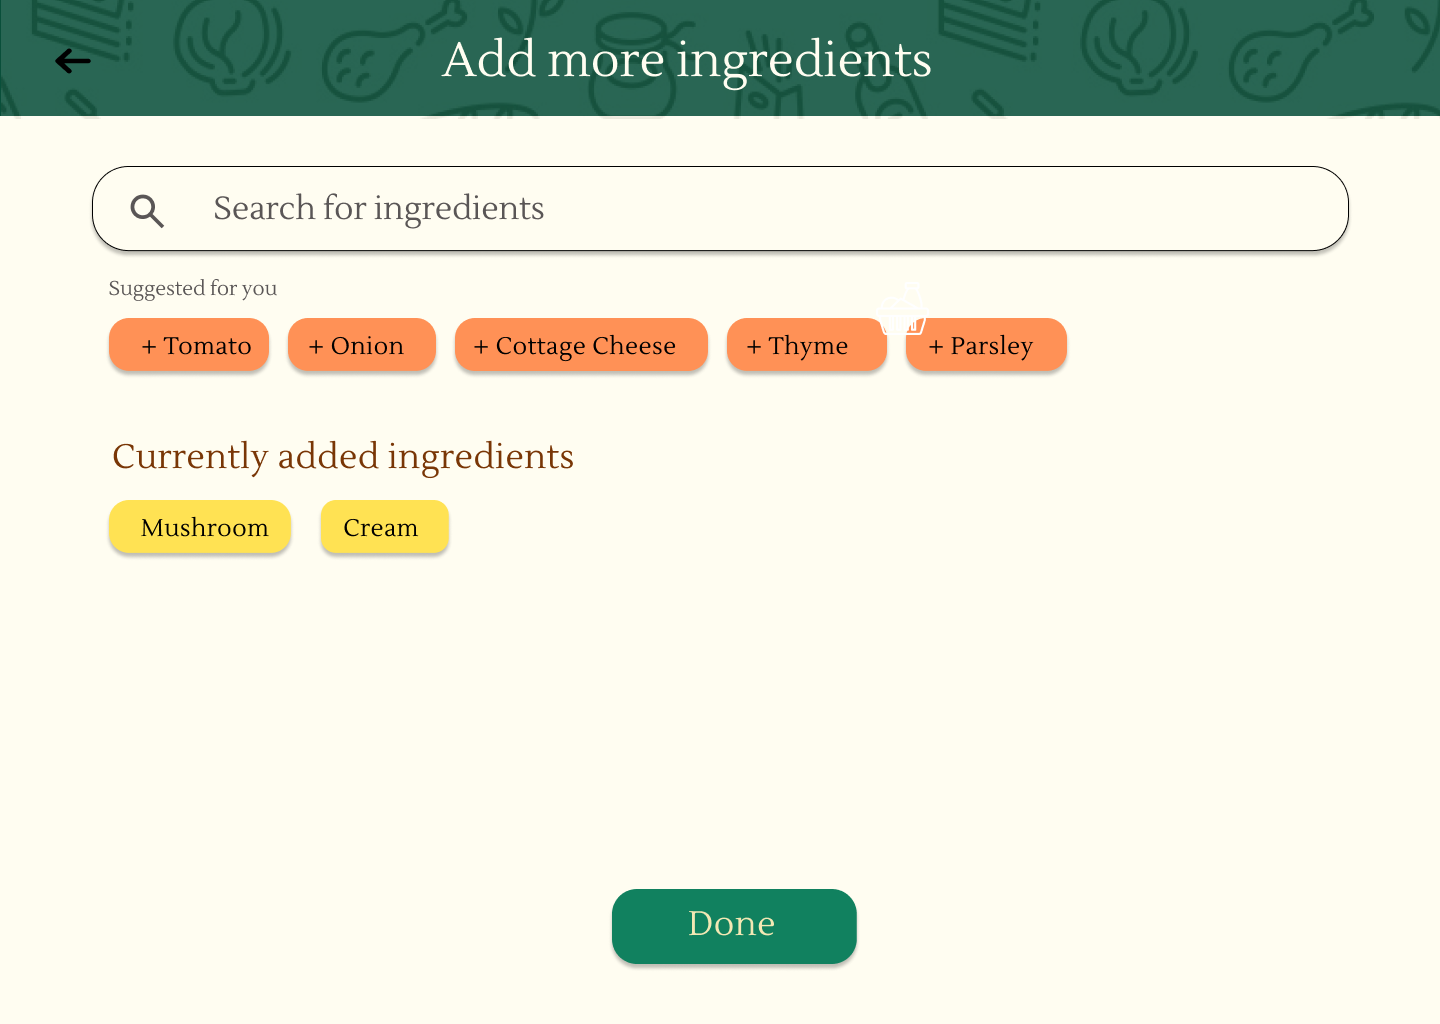 Add more ingredients
Search for ingredients
Suggested for you
+ Tomato
+ Onion
+ Cottage Cheese
+ Thyme
+ Parsley
Currently added ingredients
Mushroom
Cream
Done